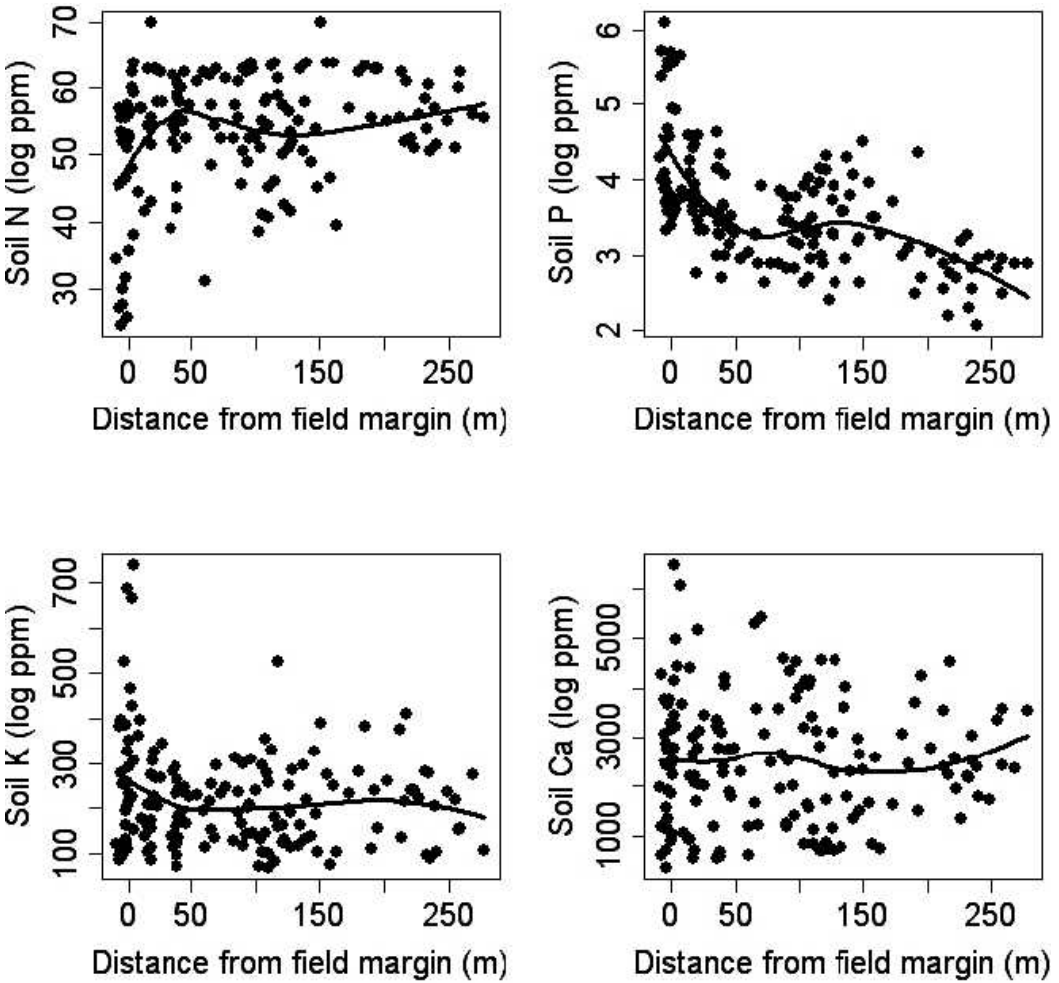 Soil N (log ppm)
70
60
50
40
30
0 50 150 250
Distance from field margin (m)
Soil P (log ppm)
6
5
4
3
2
0 50 150 250
Distance from field margin (m)
Soil K (log ppm)
700
500
300
100
0 50 150 250
Distance from field margin (m)
Soil Ca (log ppm)
5000
3000
1000
0 50 150 250
Distance from field margin (m)